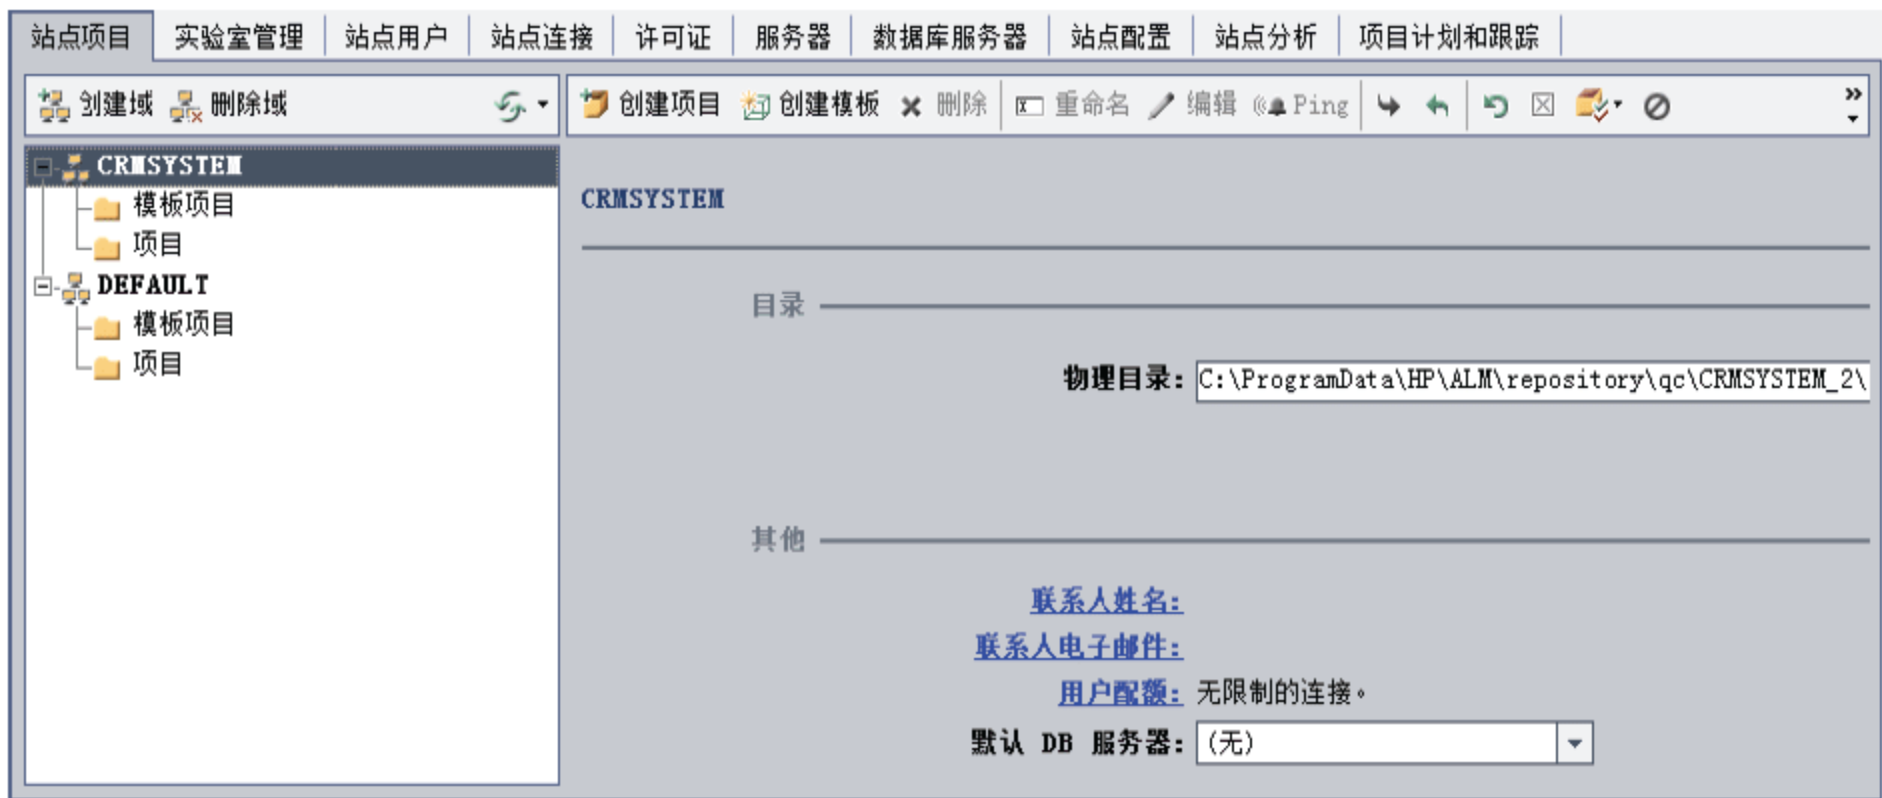 站点项目 实验室管理 站点用户 站点连接 许可证 服务器 数据库服务器 站点配置 站点分析 项目计划和跟踪
创建域 删除域 创建项目 创建模板 删除 重命名 编辑 Ping
CRMSYSTEM
模板项目
项目
DEFAULT
模板项目
项目
CRMSYSTEM
目录
物理目录: C:\ProgramData\HP\ALM\repository\qc\CRMSYSTEM_2\
其他
联系人姓名:
联系人电子邮件:
用户配额: 无限制的连接。
默认 DB 服务器: (无)